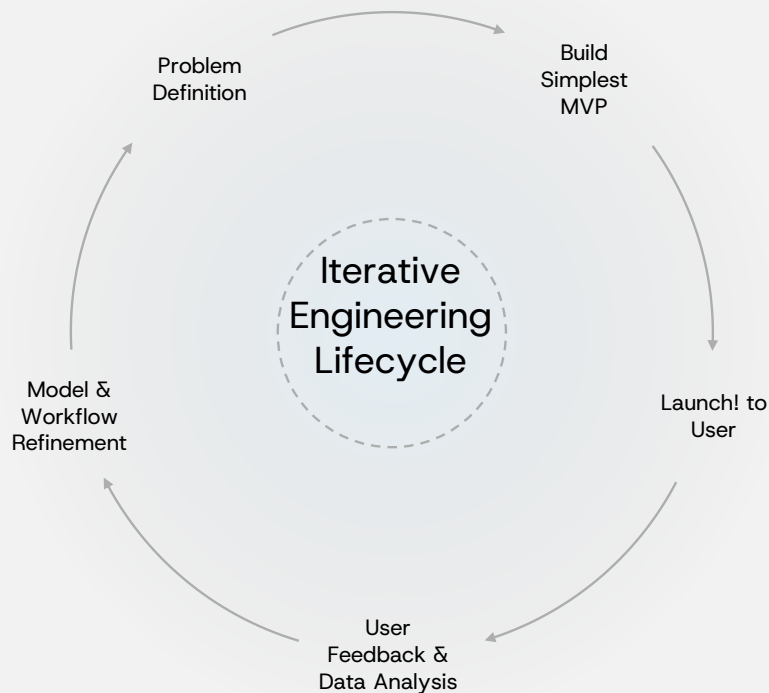 Problem
Definition
Build
Simplest
MVP
Iterative
Engineering
Lifecycle
Model &
Workflow
Refinement
Launch! to
User
User
Feedback &
Data Analysis